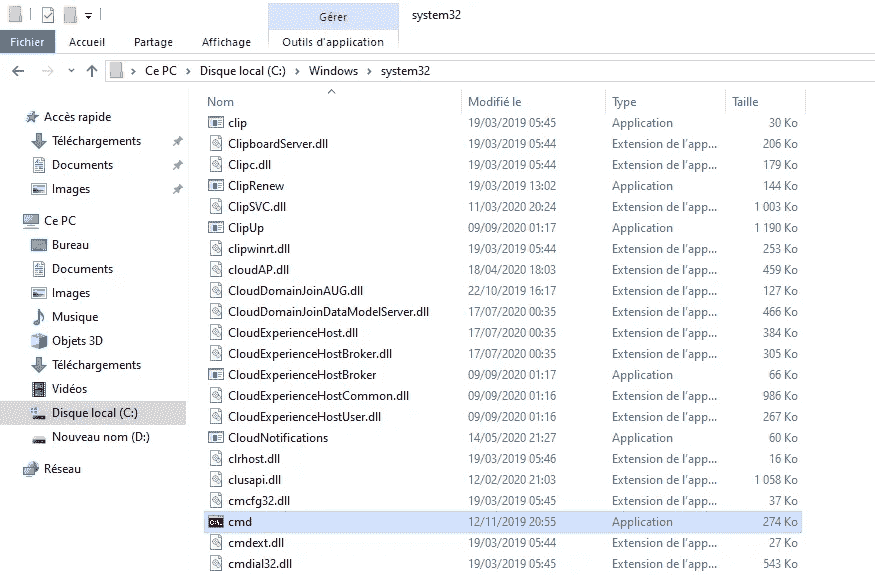 Gérer system32
Fichier Accueil Partage Affichage Outils d'application
Ce PC Disque local (C:) Windows system32
Accès rapide
Téléchargements
Documents
Images
Ce PC
Bureau
Documents
Images
Musique
Objets 3D
Téléchargements
Vidéos
Disque local (C:)
Nouveau nom (D:)
Réseau
Nom Modifié le Type Taille
clip 19/03/2019 05:45 Application 30 Ko
ClipboardServer.dll 19/03/2019 05:44 Extension de l'app... 206 Ko
Clipc.dll 19/03/2019 05:44 Extension de l'app... 179 Ko
ClipRenew 19/03/2019 13:02 Application 144 Ko
ClipSVC.dll 11/03/2020 20:24 Extension de l'app... 1 003 Ko
ClipUp 09/09/2020 01:17 Application 1 190 Ko
clipwinrt.dll 19/03/2019 05:44 Extension de l'app... 253 Ko
cloudAP.dll 18/04/2020 18:03 Extension de l'app... 459 Ko
CloudDomainJoinAUG.dll 22/10/2019 16:17 Extension de l'app... 127 Ko
CloudDomainJoinDataModelServer.dll 17/07/2020 00:35 Extension de l'app... 466 Ko
CloudExperienceHost.dll 17/07/2020 00:35 Extension de l'app... 384 Ko
CloudExperienceHostBroker.dll 17/07/2020 00:35 Extension de l'app... 305 Ko
CloudExperienceHostBroker 09/09/2020 01:17 Application 66 Ko
CloudExperienceHostCommon.dll 09/09/2020 01:16 Extension de l'app... 986 Ko
CloudExperienceHostUser.dll 09/09/2020 01:16 Extension de l'app... 267 Ko
CloudNotifications 14/05/2020 21:27 Application 60 Ko
clrhost.dll 19/03/2019 05:46 Extension de l'app... 16 Ko
clusapi.dll 12/02/2020 21:03 Extension de l'app... 1 058 Ko
cmcfg32.dll 19/03/2019 05:45 Extension de l'app... 37 Ko
cmd 12/11/2019 20:55 Application 274 Ko
cmdext.dll 19/03/2019 05:44 Extension de l'app... 27 Ko
cmdial32.dll 19/03/2019 05:45 Extension de l'app... 543 Ko